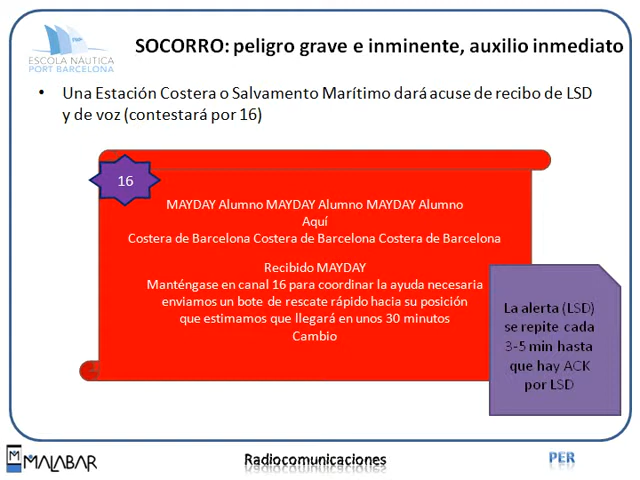 ESCOLA NÀUTICA
PORT BARCELONA
SOCORRO: peligro grave e inminente, auxilio inmediato
• Una Estación Costera o Salvamento Marítimo dará acuse de recibo de LSD
y de voz (contestará por 16)
16
MAYDAY Alumno MAYDAY Alumno MAYDAY Alumno
Aquí
Costera de Barcelona Costera de Barcelona Costera de Barcelona
Recibido MAYDAY
Manténgase en canal 16 para coordinar la ayuda necesaria
enviamos un bote de rescate rápido hacia su posición
que estimamos que llegará en unos 30 minutos
Cambio
La alerta (LSD)
se repite cada
3-5 min hasta
que hay ACK
por LSD
MALABAR
Radiocomunicaciones
PER